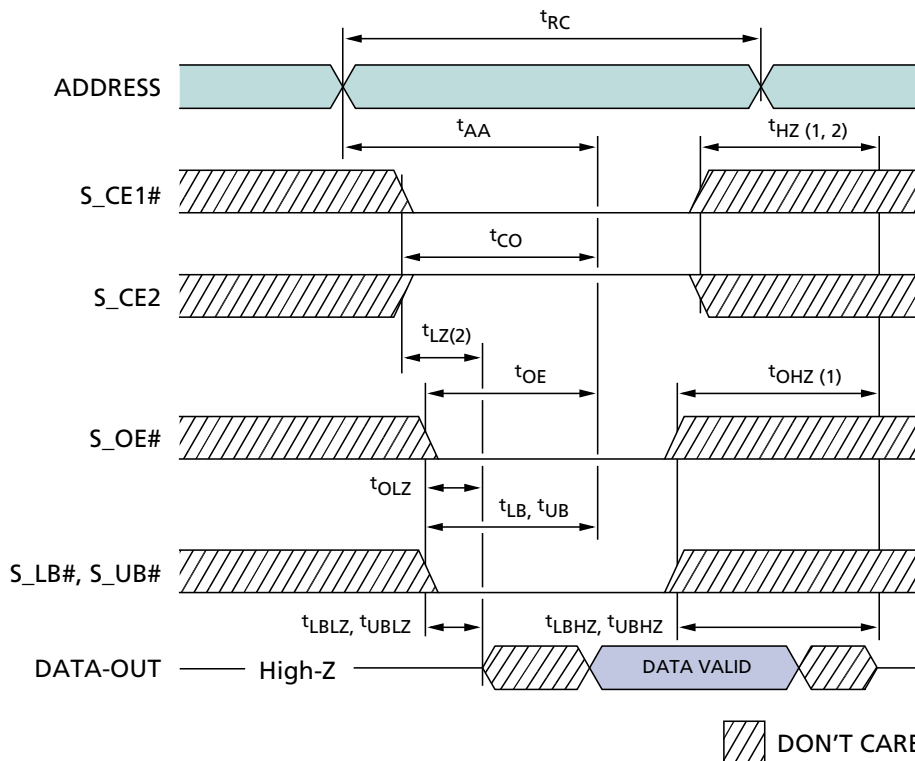 tRC
ADDRESS
tAA
tHZ (1, 2)
S_CE1#
tCO
S_CE2
tLZ(2)
tOE
tOHZ (1)
S_OE#
tOLZ
tLB, tUB
S_LB#, S_UB#
tLBLZ, tUBLZ
tLBHZ, tUBHZ
DATA-OUT
High-Z
DATA VALID
DON'T CARE